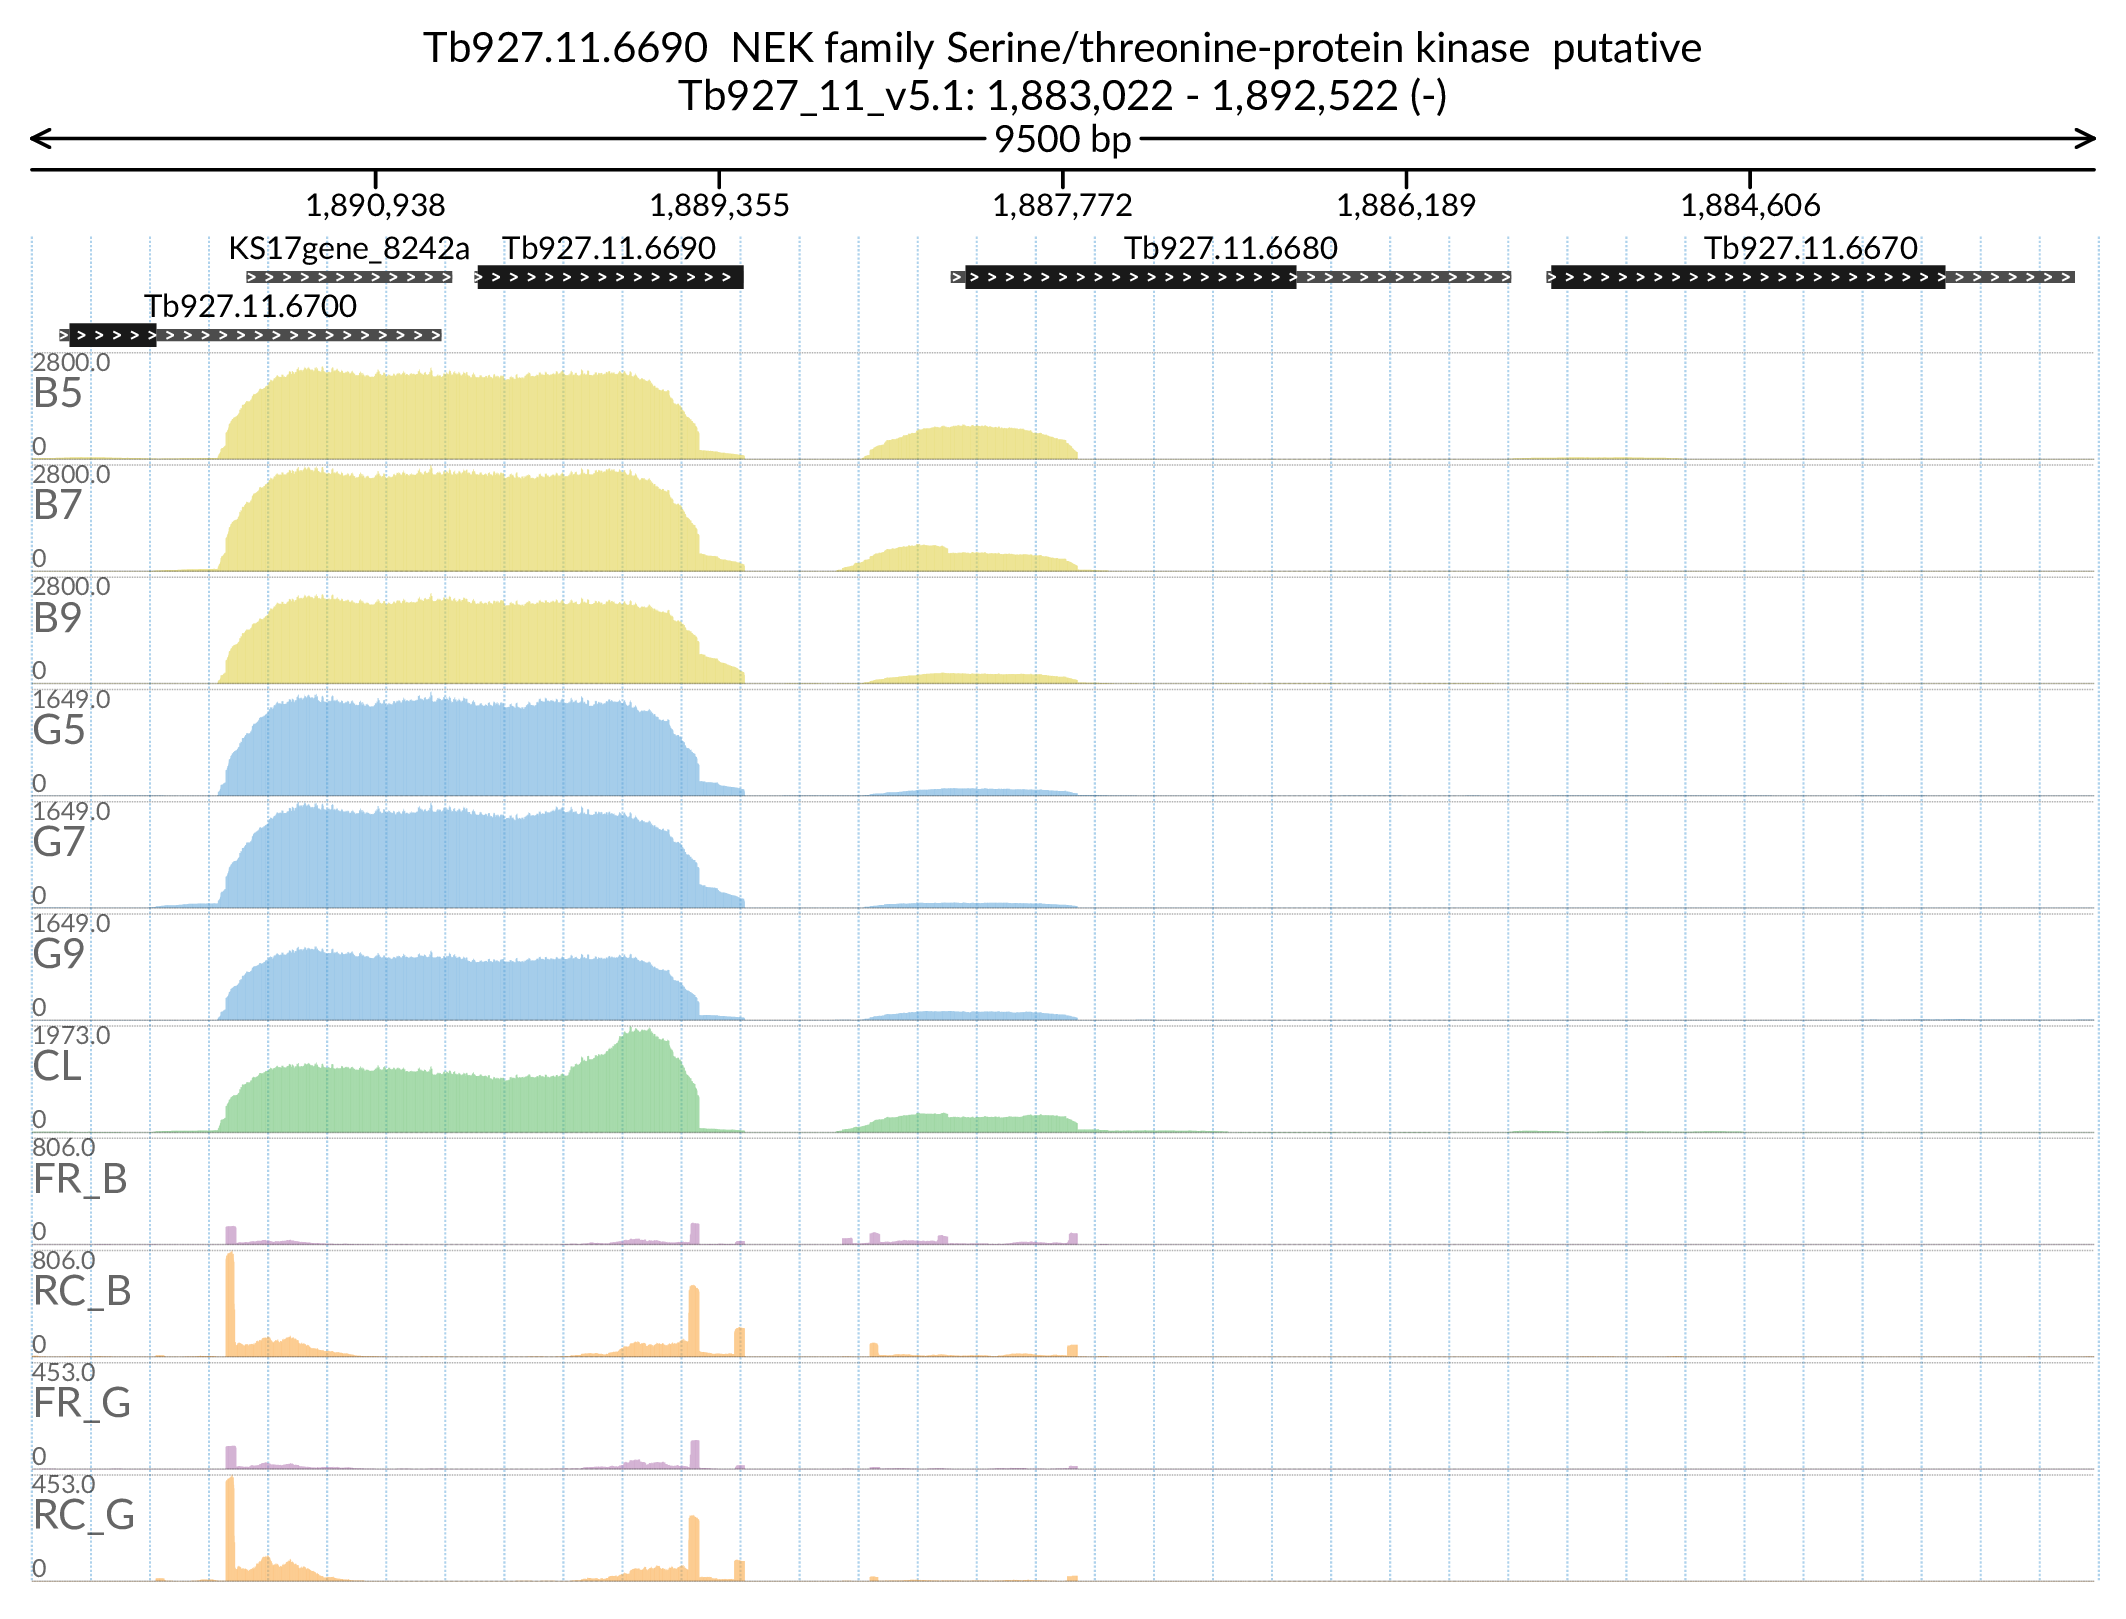 Tb927.11.6690  NEK family Serine/threonine-protein kinase  putative
Tb927_11_v5.1: 1,883,022 - 1,892,522 (-)
9500 bp
1,890,938 1,889,355 1,887,772 1,886,189 1,884,606
KS17gene_8242a Tb927.11.6690 Tb927.11.6680 Tb927.11.6670
Tb927.11.6700
2800.0
B5
0
2800.0
B7
0
2800.0
B9
0
1649.0
G5
0
1649.0
G7
0
1649.0
G9
0
1973.0
CL
0
806.0
FR_B
0
806.0
RC_B
0
453.0
FR_G
0
453.0
RC_G
0